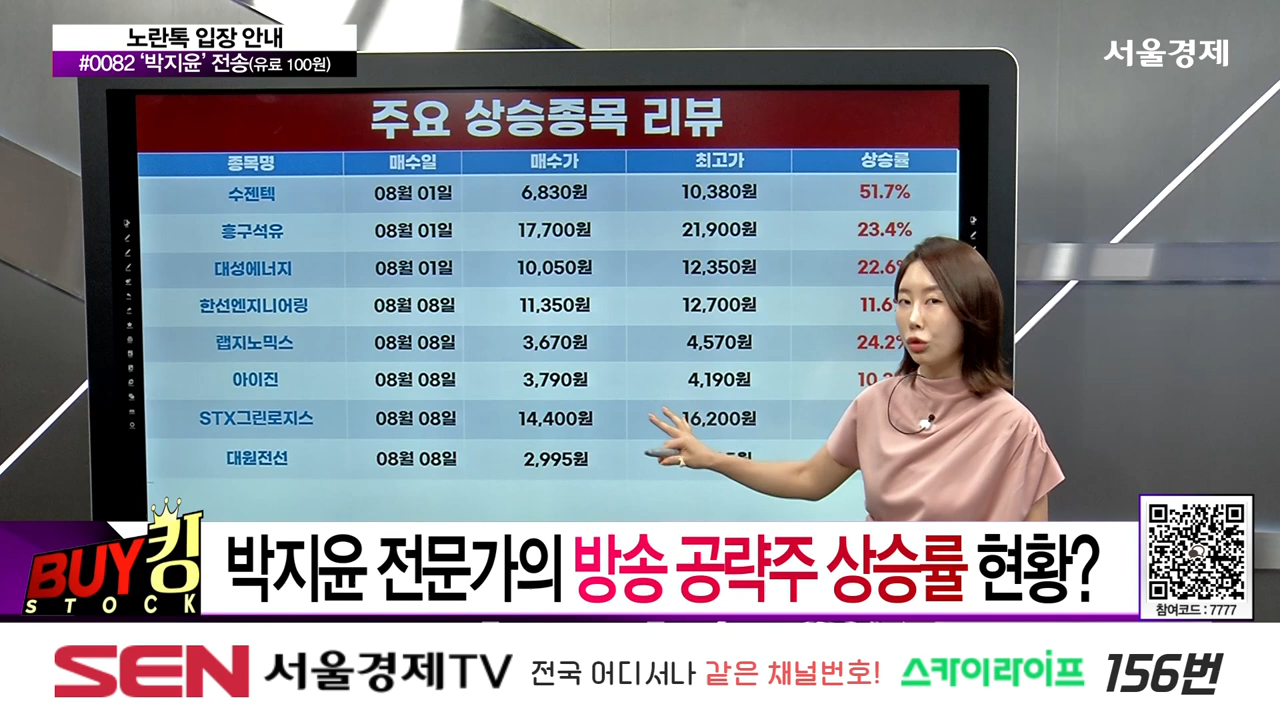 노란톡 입장 안내
#0082 '박지윤' 전송(유료 100원)
서울경제
주요 상승종목 리뷰
종목명 매수일 매수가 최고가 상승률
수젠텍 08월 01일 6,830원 10,380원 51.7%
흥구석유 08월 01일 17,700원 21,900원 23.4%
대성에너지 08월 01일 10,050원 12,350원 22.6
한선엔지니어링 08월 08일 11,350원 12,700원 11.6
랩지노믹스 08월 08일 3,670원 4,570원 24.2%
아이진 08월 08일 3,790원 4,190원
STX그린로지스 08월 08일 14,400원 16,200원
대원전선 08월 08일 2,995원
BUY킹
STOCK
박지윤 전문가의 방송 공략주 상승률 현황?
참여코드 : 7777
SEN 서울경제TV 전국 어디서나 같은 채널번호! 스카이라이프 156번